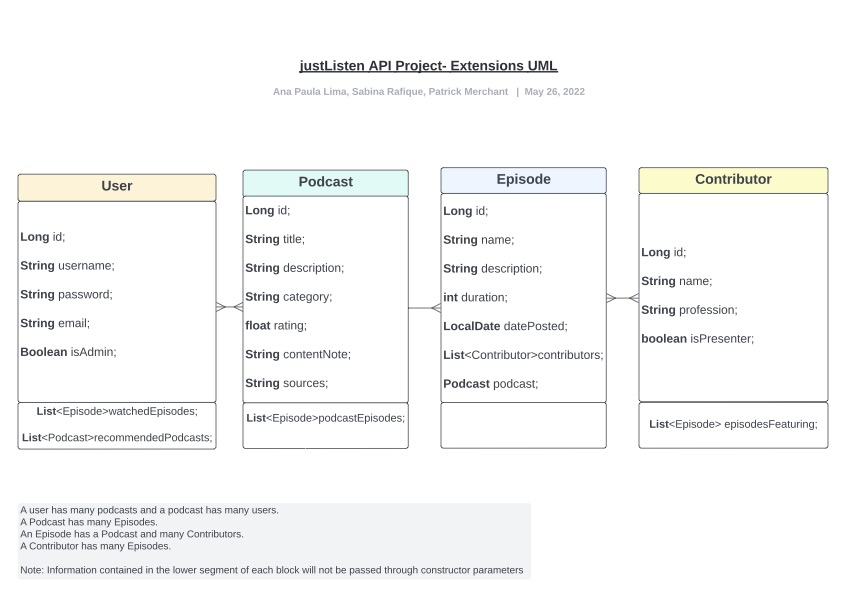 justListen API Project- Extensions UML
Ana Paula Lima, Sabina Rafique, Patrick Merchant | May 26, 2022
User
Long id;
String username;
String password;
String email;
Boolean isAdmin;
List<Episode>watchedEpisodes;
List<Podcast>recommendedPodcasts;
Podcast
Long id;
String title;
String description;
String category;
float rating;
String contentNote;
String sources;
List<Episode>podcastEpisodes;
Episode
Long id;
String name;
String description;
int duration;
LocalDate datePosted;
List<Contributor>contributors;
Podcast podcast;
Contributor
Long id;
String name;
String profession;
boolean isPresenter;
List<Episode> episodesFeaturing;
A user has many podcasts and a podcast has many users.
A Podcast has many Episodes.
An Episode has a Podcast and many Contributors.
A Contributor has many Episodes.
Note: Information contained in the lower segment of each block will not be passed through constructor parameters